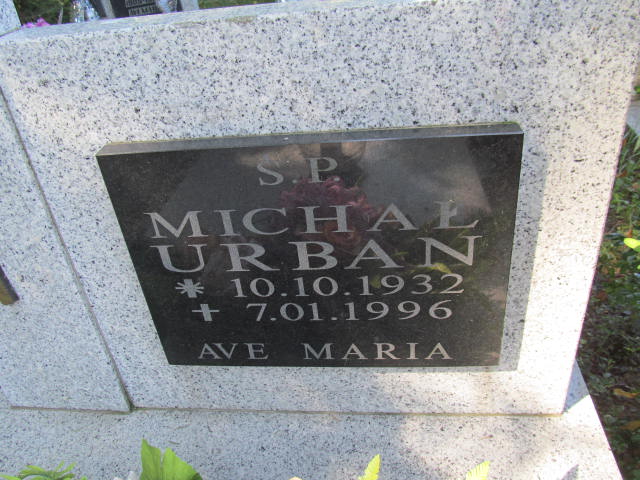 S P
MICHAŁ
URBAN
* 10.10.1932
+ 7.01.1996
AVE MARIA